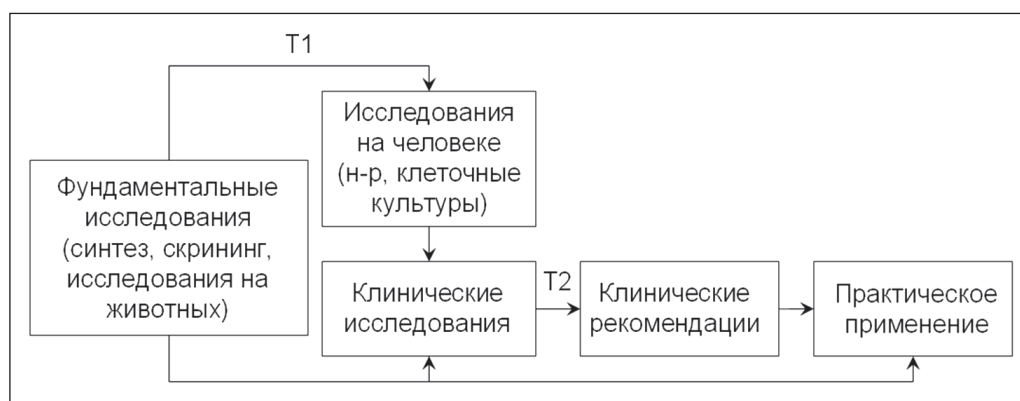 T1
Исследования
на человеке
(н-р, клеточные
культуры)
Фундаментальные
исследования
(синтез, скрининг,
исследования на
животных)
Клинические
исследования
T2
Клинические
рекомендации
Практическое
применение